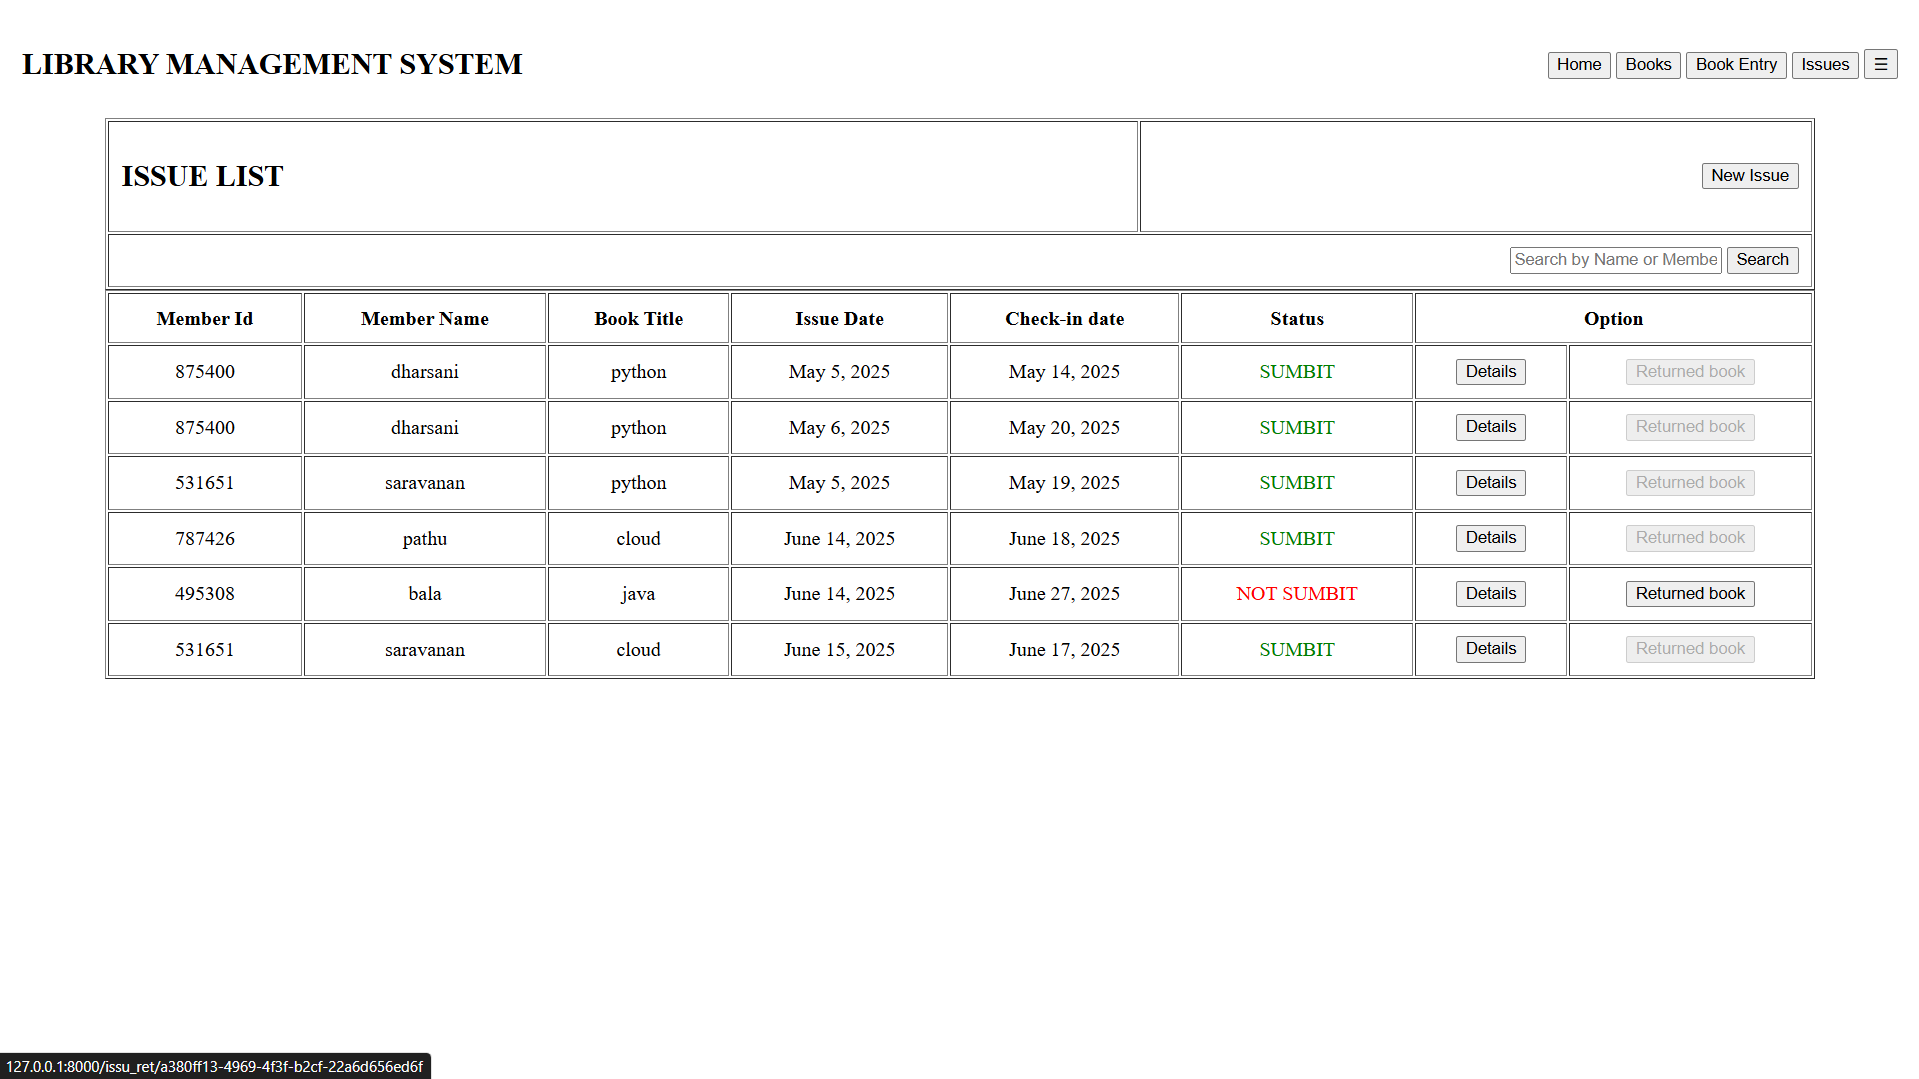 LIBRARY MANAGEMENT SYSTEM Home Books Book Entry Issues ☰
ISSUE LIST New Issue
Search by Name or Membe Search
Member Id Member Name Book Title Issue Date Check-in date Status Option
875400 dharsani python May 5, 2025 May 14, 2025 SUMBIT Details Returned book
875400 dharsani python May 6, 2025 May 20, 2025 SUMBIT Details Returned book
531651 saravanan python May 5, 2025 May 19, 2025 SUMBIT Details Returned book
787426 pathu cloud June 14, 2025 June 18, 2025 SUMBIT Details Returned book
495308 bala java June 14, 2025 June 27, 2025 NOT SUMBIT Details Returned book
531651 saravanan cloud June 15, 2025 June 17, 2025 SUMBIT Details Returned book
127.0.0.1:8000/issu_ret/a380ff13-4969-4f3f-b2cf-22a6d656ed6f